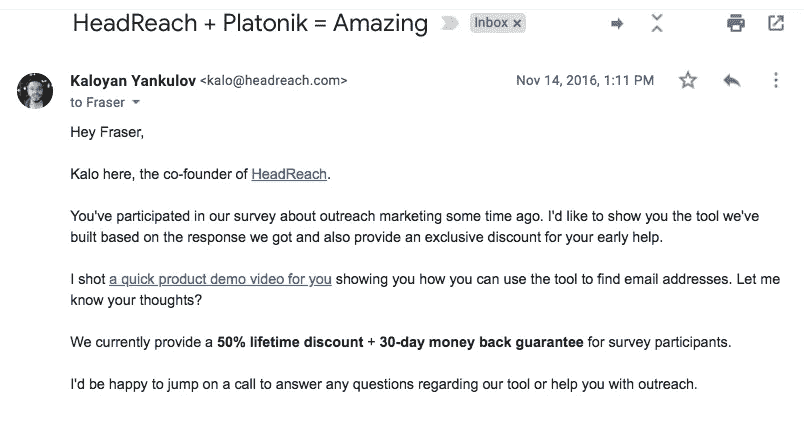 HeadReach + Platonik = Amazing Inbox x
Kaloyan Yankulov <kalo@headreach.com> Nov 14, 2016, 1:11 PM
to Fraser
Hey Fraser,
Kalo here, the co-founder of HeadReach.
You've participated in our survey about outreach marketing some time ago. I'd like to show you the tool we've
built based on the response we got and also provide an exclusive discount for your early help.
I shot a quick product demo video for you showing you how you can use the tool to find email addresses. Let me
know your thoughts?
We currently provide a 50% lifetime discount + 30-day money back guarantee for survey participants.
I'd be happy to jump on a call to answer any questions regarding our tool or help you with outreach.